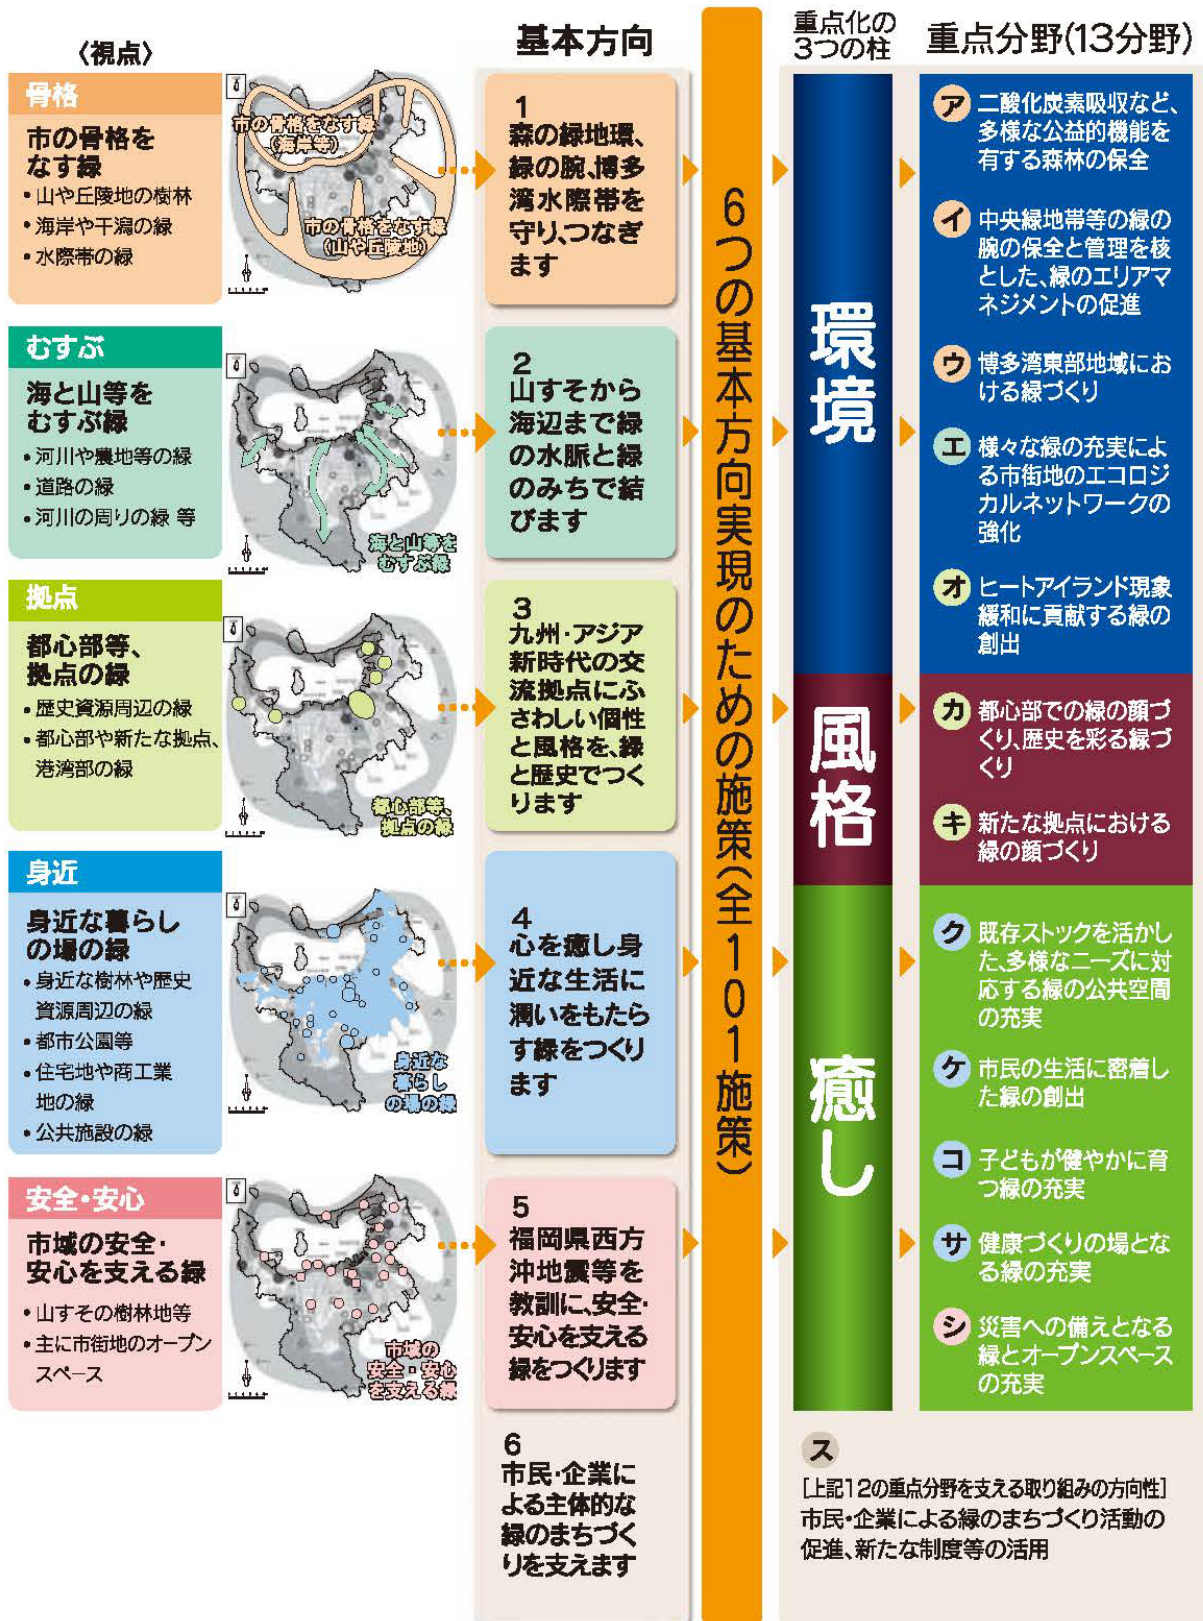 〈視点〉
骨格
市の骨格を
なす緑
• 山や丘陵地の樹林
• 海岸や干潟の緑
• 水際帯の緑
市の骨格をなす緑
(海岸等)
市の骨格をなす緑
(山や丘陵地)
むすぶ
海と山等を
むすぶ緑
• 河川や農地等の緑
• 道路の緑
• 河川の周りの緑 等
海と山等を
むすぶ緑
拠点
都心部等、
拠点の緑
• 歴史資源周辺の緑
• 都心部や新たな拠点、
港湾部の緑
都心部等、
拠点の緑
身近
身近な暮らし
の場の緑
• 身近な樹林や歴史
資源周辺の緑
• 都市公園等
• 住宅地や商工業
地の緑
• 公共施設の緑
身近な
暮らし
の場の緑
安全・安心
市域の安全・
安心を支える緑
• 山すその樹林地等
• 主に市街地のオープン
スペース
市域の
安全・安心
を支える緑
基本方向
1
森の緑地環、
緑の腕、博多
湾水際帯を
守り、つなぎ
ます
2
山すそから
海辺まで緑
の水脈と緑
のみちで結
びます
3
九州・アジア
新時代の交
流拠点にふ
さわしい個性
と風格を、緑
と歴史でつく
ります
4
心を癒し身
近な生活に
潤いをもたら
す緑をつくり
ます
5
福岡県西方
沖地震等を
教訓に、安全・
安心を支える
緑をつくります
6
市民・企業に
よる主体的な
緑のまちづく
りを支えます
6つの基本方向実現のための施策(全101施策)
重点化の
3つの柱
環境
風格
癒し
重点分野(13分野)
ア 二酸化炭素吸収など、
多様な公益的機能を
有する森林の保全
イ 中央緑地帯等の緑の
腕の保全と管理を核
とした、緑のエリアマ
ネジメントの促進
ウ 博多湾東部地域にお
ける緑づくり
エ 様々な緑の充実によ
る市街地のエコロジ
カルネットワークの
強化
オ ヒートアイランド現象
緩和に貢献する緑の
創出
カ 都心部での緑の顔づ
くり、歴史を彩る緑づ
くり
キ 新たな拠点における
緑の顔づくり
ク 既存ストックを活かし
た、多様なニーズに対
応する緑の公共空間
の充実
ケ 市民の生活に密着し
た緑の創出
コ 子どもが健やかに育
つ緑の充実
サ 健康づくりの場とな
る緑の充実
シ 災害への備えとなる
緑とオープンスペース
の充実
ス
[上記12の重点分野を支える取り組みの方向性]
市民・企業による緑のまちづくり活動の
促進、新たな制度等の活用